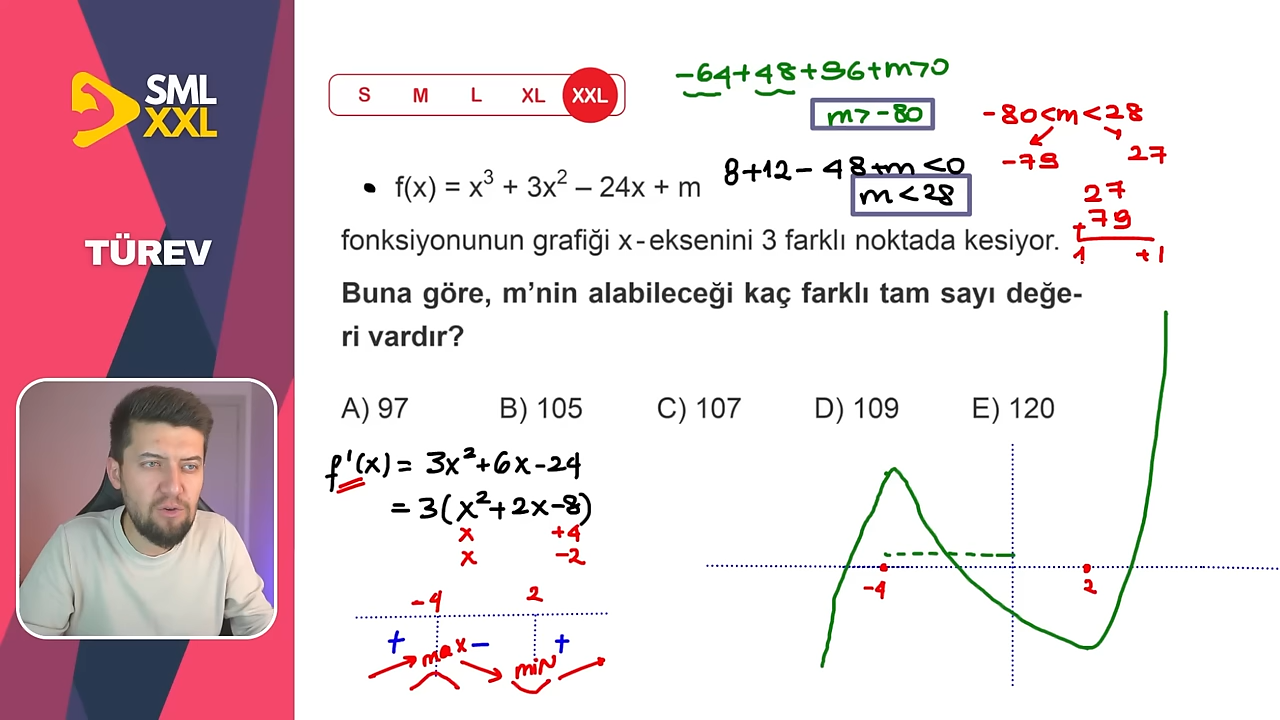 SML
XXL
TÜREV
S M L XL XXL
• f(x) = x³ + 3x² – 24x + m
fonksiyonunun grafiği x-eksenini 3 farklı noktada kesiyor.
Buna göre, m’nin alabileceği kaç farklı tam sayı değe-
ri vardır?
A) 97 B) 105 C) 107 D) 109 E) 120
-64+48+96+m>0
m>-80
8+12-48+m<0
m<28
-80<m<28
-79 27
27
+79
1 +1
f'(x) = 3x²+6x-24
= 3(x²+2x-8)
x +4
x -2
-4 2
+ max - min +
-4 2